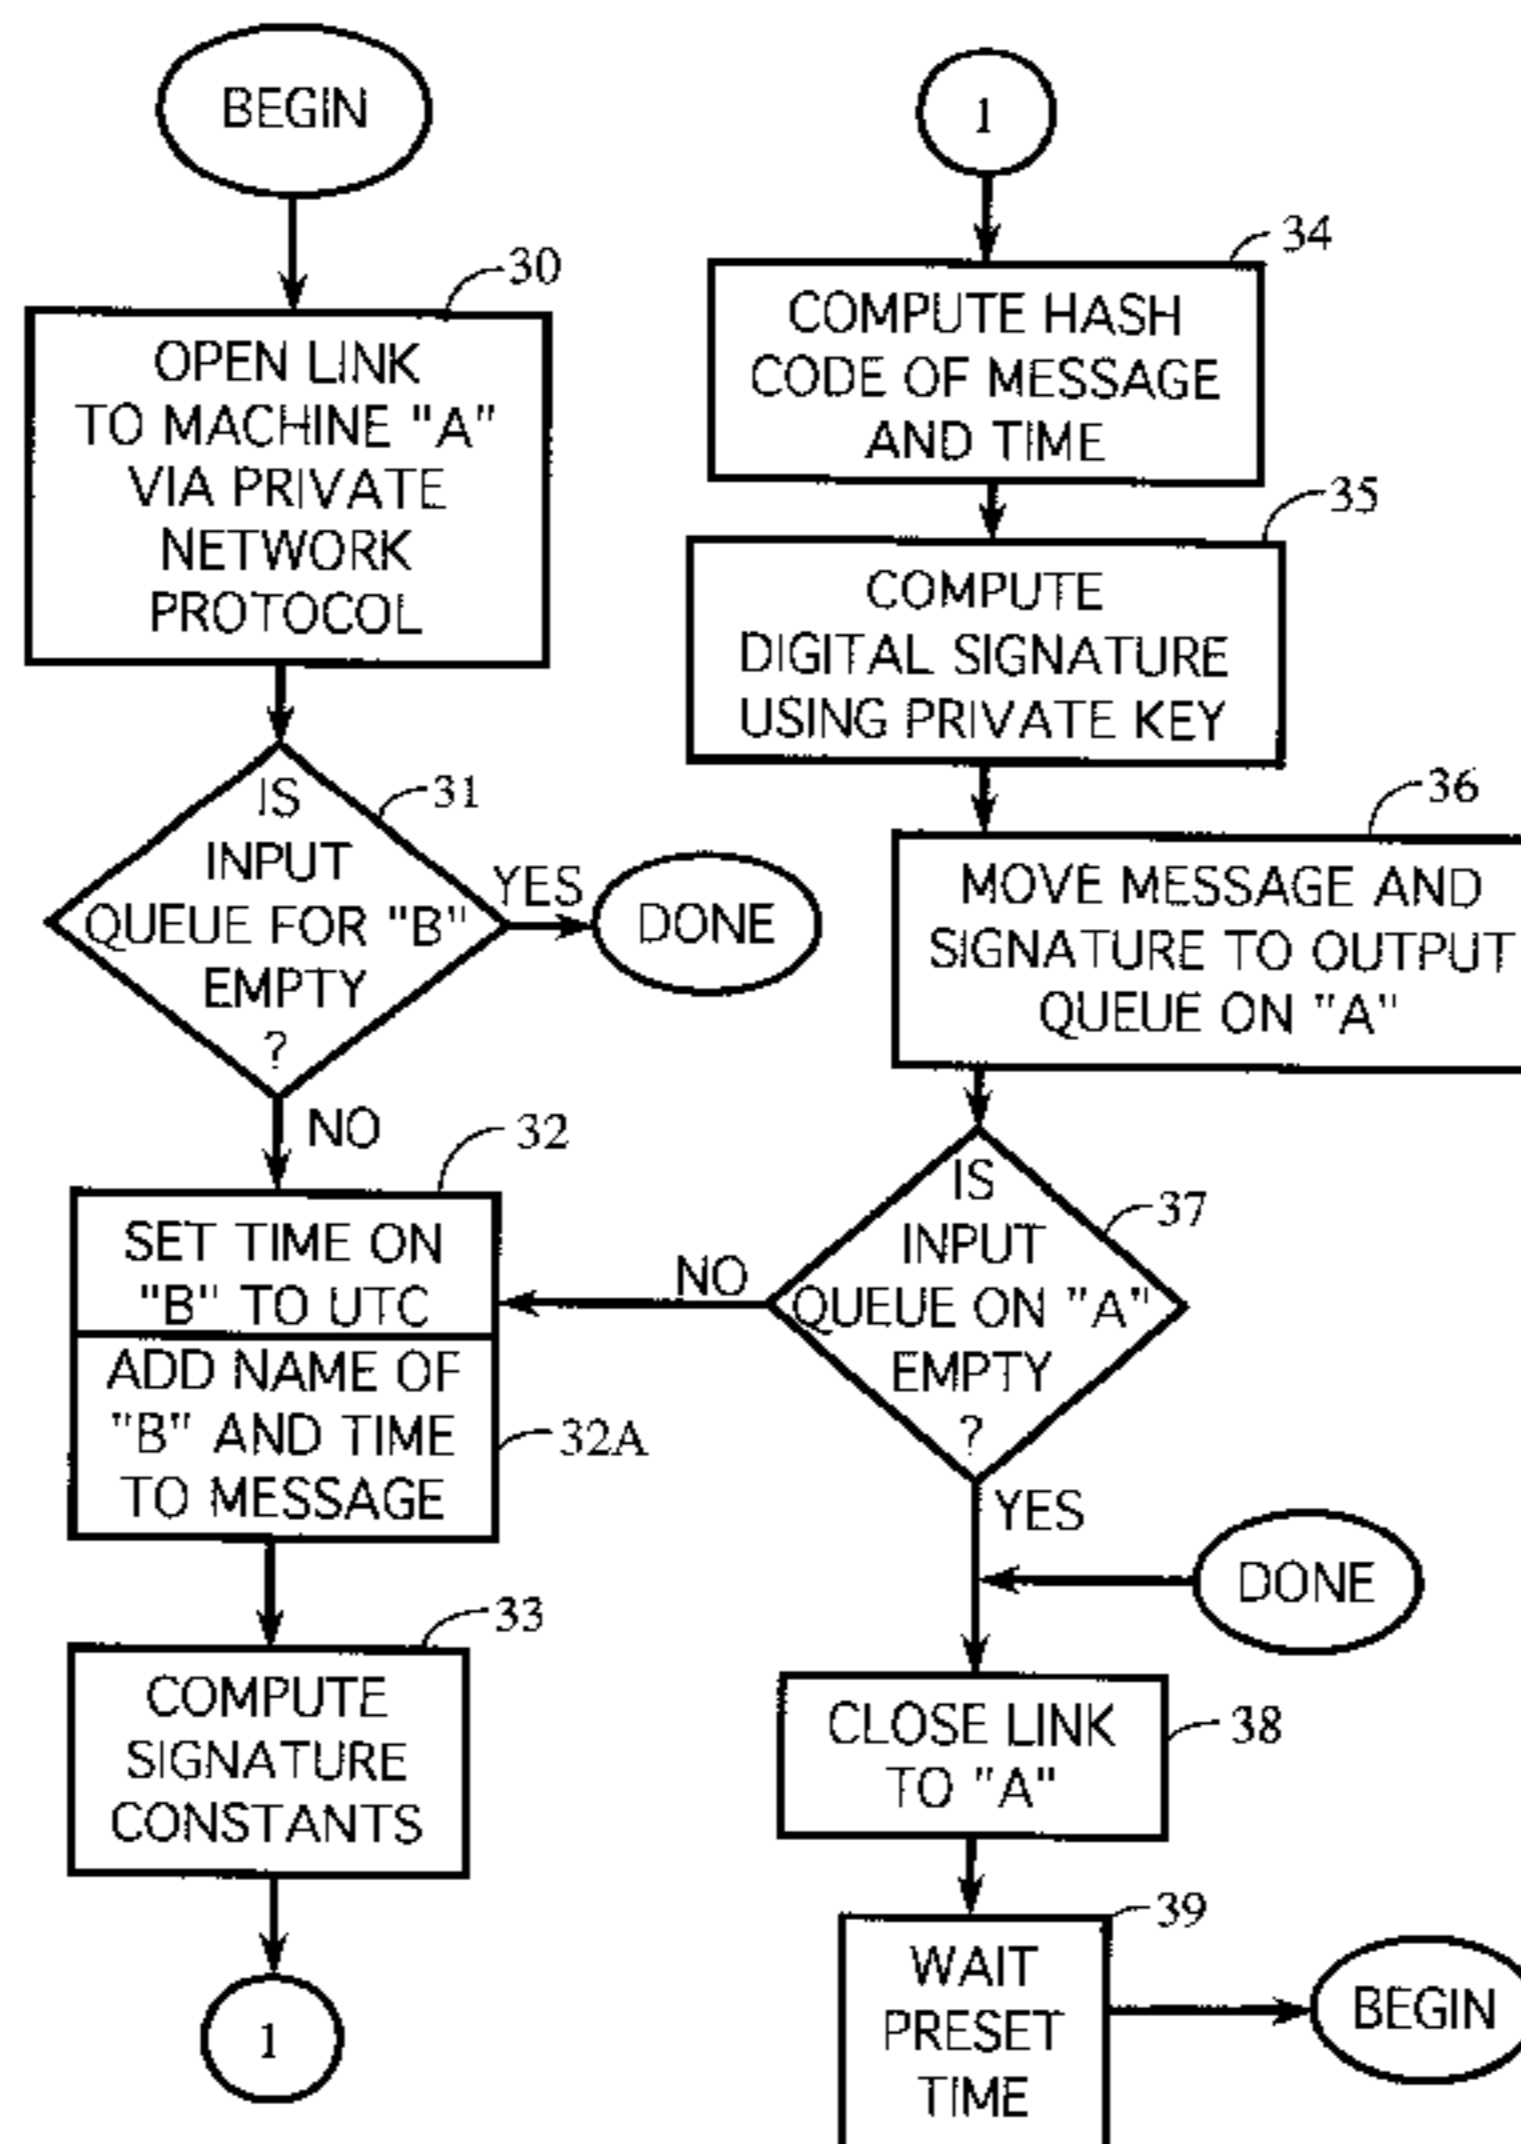 BEGIN
30
OPEN LINK
TO MACHINE "A"
VIA PRIVATE
NETWORK
PROTOCOL
31
IS
INPUT
QUEUE FOR "B"
EMPTY
?
YES
DONE
NO
32
SET TIME ON
"B" TO UTC
ADD NAME OF
"B" AND TIME
TO MESSAGE
32A
33
COMPUTE
SIGNATURE
CONSTANTS
1
1
34
COMPUTE HASH
CODE OF MESSAGE
AND TIME
35
COMPUTE
DIGITAL SIGNATURE
USING PRIVATE KEY
36
MOVE MESSAGE AND
SIGNATURE TO OUTPUT
QUEUE ON "A"
37
IS
INPUT
QUEUE ON "A"
EMPTY
?
NO
YES
DONE
CLOSE LINK
TO "A"
38
39
WAIT
PRESET
TIME
BEGIN